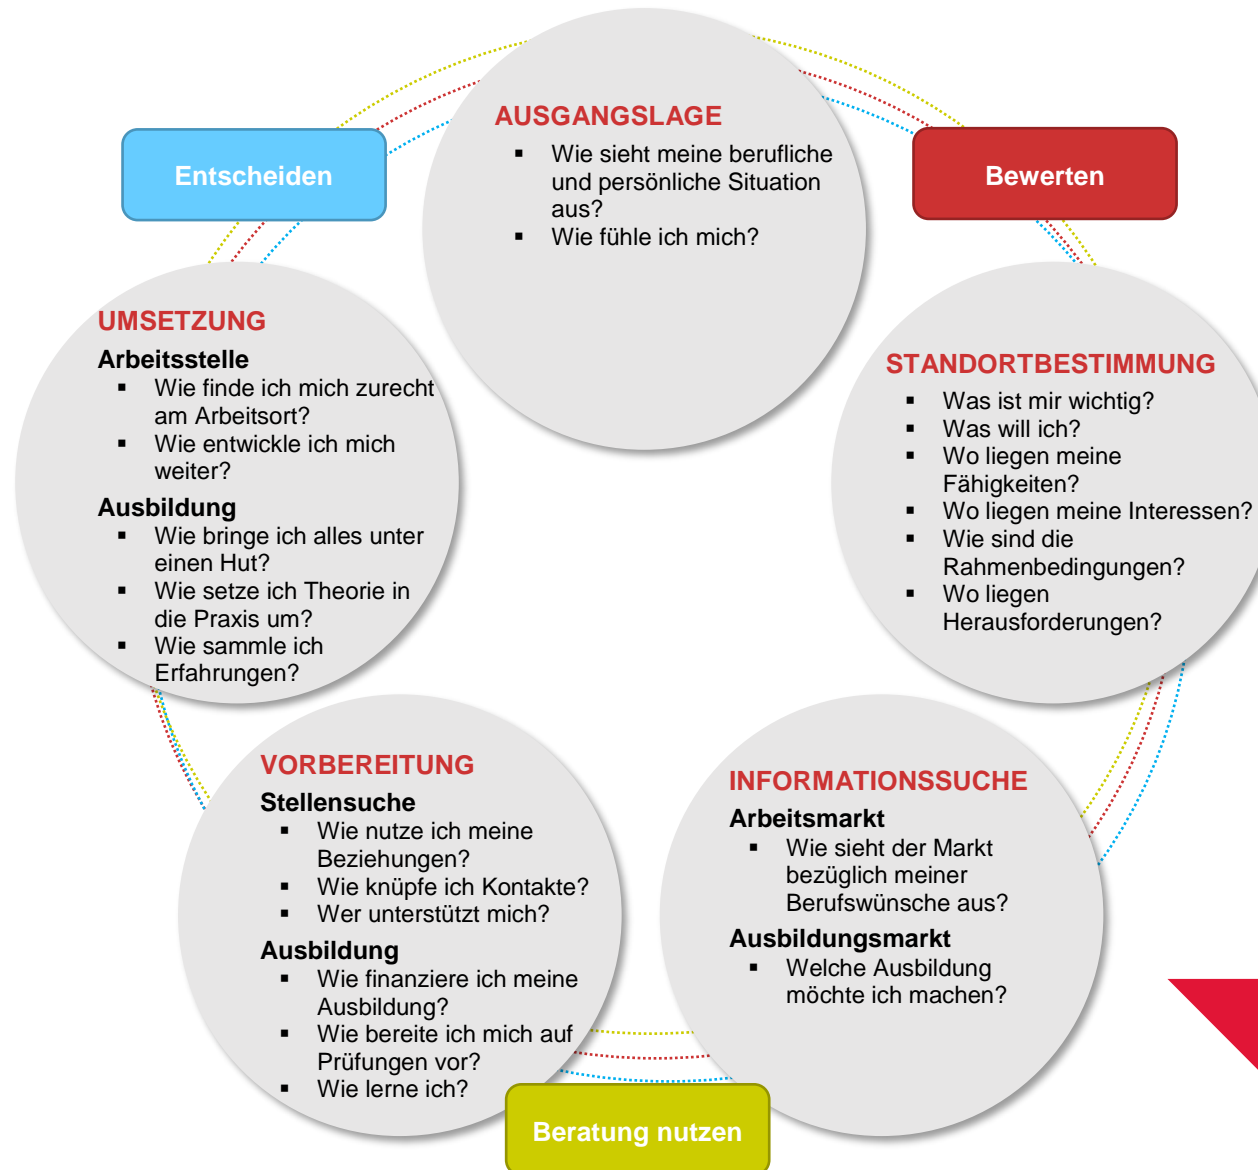 AUSGANGSLAGE
▪ Wie sieht meine berufliche
und persönliche Situation
aus?
▪ Wie fühle ich mich?
Entscheiden
Bewerten
UMSETZUNG
Arbeitsstelle
▪ Wie finde ich mich zurecht
am Arbeitsort?
▪ Wie entwickle ich mich
weiter?
Ausbildung
▪ Wie bringe ich alles unter
einen Hut?
▪ Wie setze ich Theorie in
die Praxis um?
▪ Wie sammle ich
Erfahrungen?
STANDORTBESTIMMUNG
▪ Was ist mir wichtig?
▪ Was will ich?
▪ Wo liegen meine
Fähigkeiten?
▪ Wo liegen meine Interessen?
▪ Wie sind die
Rahmenbedingungen?
▪ Wo liegen
Herausforderungen?
VORBEREITUNG
Stellensuche
▪ Wie nutze ich meine
Beziehungen?
▪ Wie knüpfe ich Kontakte?
▪ Wer unterstützt mich?
Ausbildung
▪ Wie finanziere ich meine
Ausbildung?
▪ Wie bereite ich mich auf
Prüfungen vor?
▪ Wie lerne ich?
INFORMATIONSSUCHE
Arbeitsmarkt
▪ Wie sieht der Markt
bezüglich meiner
Berufswünsche aus?
Ausbildungsmarkt
▪ Welche Ausbildung
möchte ich machen?
Beratung nutzen